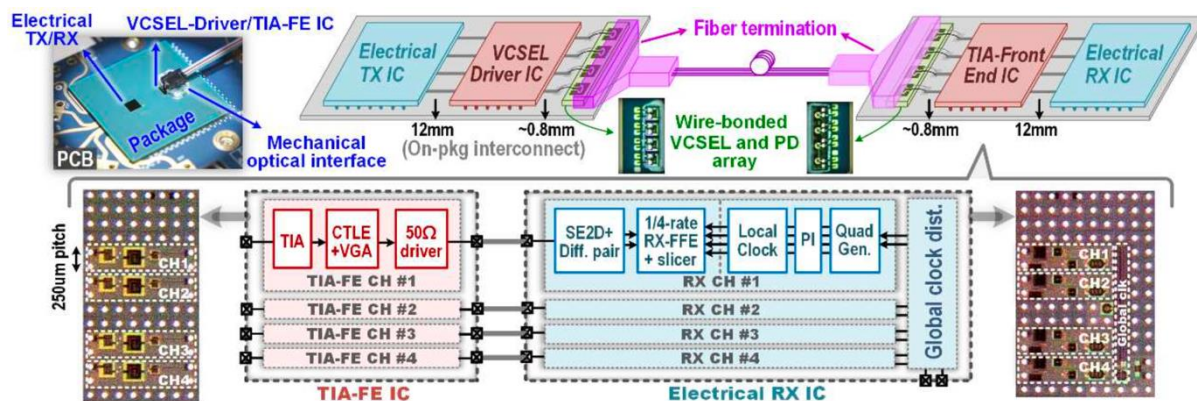 Electrical
TX/RX
VCSEL-Driver/TIA-FE IC
Package
PCB
Mechanical
optical interface
Electrical
TX IC
VCSEL
Driver IC
Fiber termination
TIA-Front
End IC
Electrical
RX IC
12mm
~0.8mm
(On-pkg interconnect)
Wire-bonded
VCSEL and PD
array
~0.8mm
12mm
250um pitch
CH1
CH2
CH3
CH4
TIA
CTLE
+VGA
50Ω
driver
TIA-FE CH #1
TIA-FE CH #2
TIA-FE CH #3
TIA-FE CH #4
TIA-FE IC
SE2D+
Diff. pair
1/4-rate
RX-FFE
+ slicer
Local
Clock
PI
Quad
Gen.
RX CH #1
RX CH #2
RX CH #3
RX CH #4
Global clock dist.
Electrical RX IC
CH1
CH2
CH3
CH4
Global clk